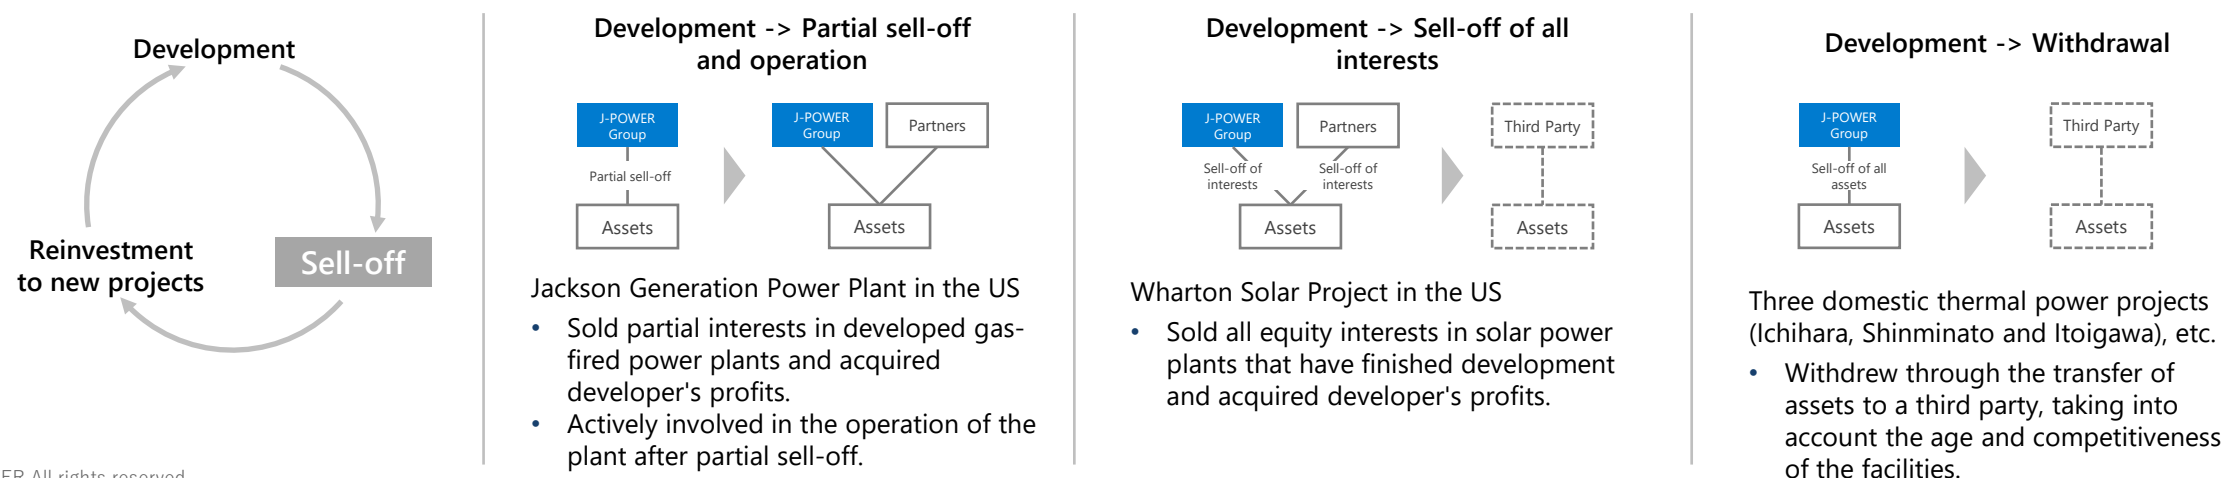 Development
Reinvestment
to new projects
Sell-off
Development -> Partial sell-off
and operation
J-POWER
Group
Partial sell-off
Assets
J-POWER
Group
Partners
Assets
Jackson Generation Power Plant in the US
• Sold partial interests in developed gas-
fired power plants and acquired
developer's profits.
• Actively involved in the operation of the
plant after partial sell-off.
Development -> Sell-off of all
interests
J-POWER
Group
Partners
Sell-off of
interests
Sell-off of
interests
Assets
Third Party
Assets
Wharton Solar Project in the US
• Sold all equity interests in solar power
plants that have finished development
and acquired developer's profits.
Development -> Withdrawal
J-POWER
Group
Sell-off of all
assets
Assets
Third Party
Assets
Three domestic thermal power projects
(Ichihara, Shinminato and Itoigawa), etc.
• Withdrew through the transfer of
assets to a third party, taking into
account the age and competitiveness
of the facilities.
ER All rights reserved